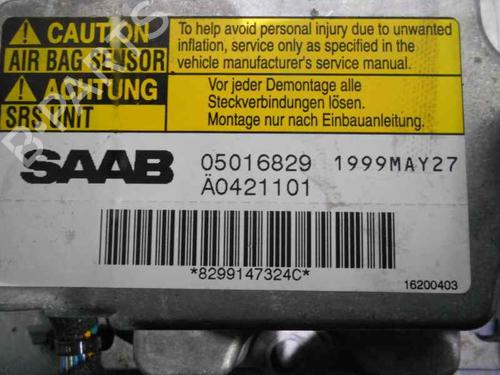 CAUTION
AIR BAG SENSOR
ACHTUNG
SRS UNIT
To help avoid personal injury due to unwanted
inflation, service only as specified in the
vehicle manufacturer's service manual.
Vor jeder Demontage alle
Steckverbindungen lösen.
Montage nur nach Einbauanleitung.
SAAB
05016829 1999MAY27
Ä0421101
*8299147324C*
16200403